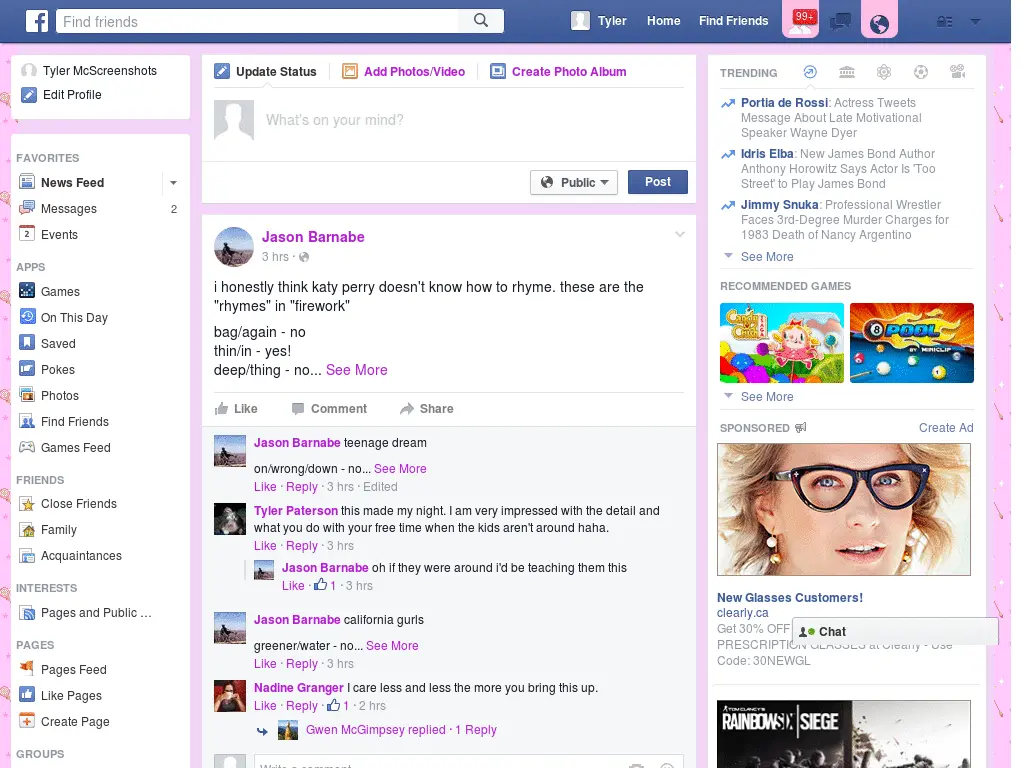 Find friends
Tyler
Home
Find Friends
99+
Tyler McScreenshots
Edit Profile
FAVORITES
News Feed
Messages 2
Events
APPS
Games
On This Day
Saved
Pokes
Photos
Find Friends
Games Feed
FRIENDS
Close Friends
Family
Acquaintances
INTERESTS
Pages and Public ...
PAGES
Pages Feed
Like Pages
Create Page
GROUPS
Update Status
Add Photos/Video
Create Photo Album
What's on your mind?
Public
Post
Jason Barnabe
3 hrs ·
i honestly think katy perry doesn't know how to rhyme. these are the
"rhymes" in "firework"
bag/again - no
thin/in - yes!
deep/thing - no... See More
Like Comment Share
Jason Barnabe teenage dream
on/wrong/down - no... See More
Like · Reply · 3 hrs · Edited
Tyler Paterson this made my night. I am very impressed with the detail and
what you do with your free time when the kids aren't around haha.
Like · Reply · 3 hrs
Jason Barnabe oh if they were around i'd be teaching them this
Like · 1 · 3 hrs
Jason Barnabe california gurls
greener/water - no... See More
Like · Reply · 3 hrs
Nadine Granger I care less and less the more you bring this up.
Like · Reply · 1 · 2 hrs
Gwen McGimpsey replied · 1 Reply
Write a comment...
TRENDING
Portia de Rossi: Actress Tweets
Message About Late Motivational
Speaker Wayne Dyer
Idris Elba: New James Bond Author
Anthony Horowitz Says Actor Is 'Too
Street' to Play James Bond
Jimmy Snuka: Professional Wrestler
Faces 3rd-Degree Murder Charges for
1983 Death of Nancy Argentino
See More
RECOMMENDED GAMES
Candy Crush SAGA
8 POOL
BY MINICLIP
See More
SPONSORED
Create Ad
New Glasses Customers!
clearly.ca
Get 30% OFF
PRESCRIPTION GLASSES at Clearly - Use
Code: 30NEWGL
Chat
TOM CLANCY'S
RAINBOW SIX | SIEGE